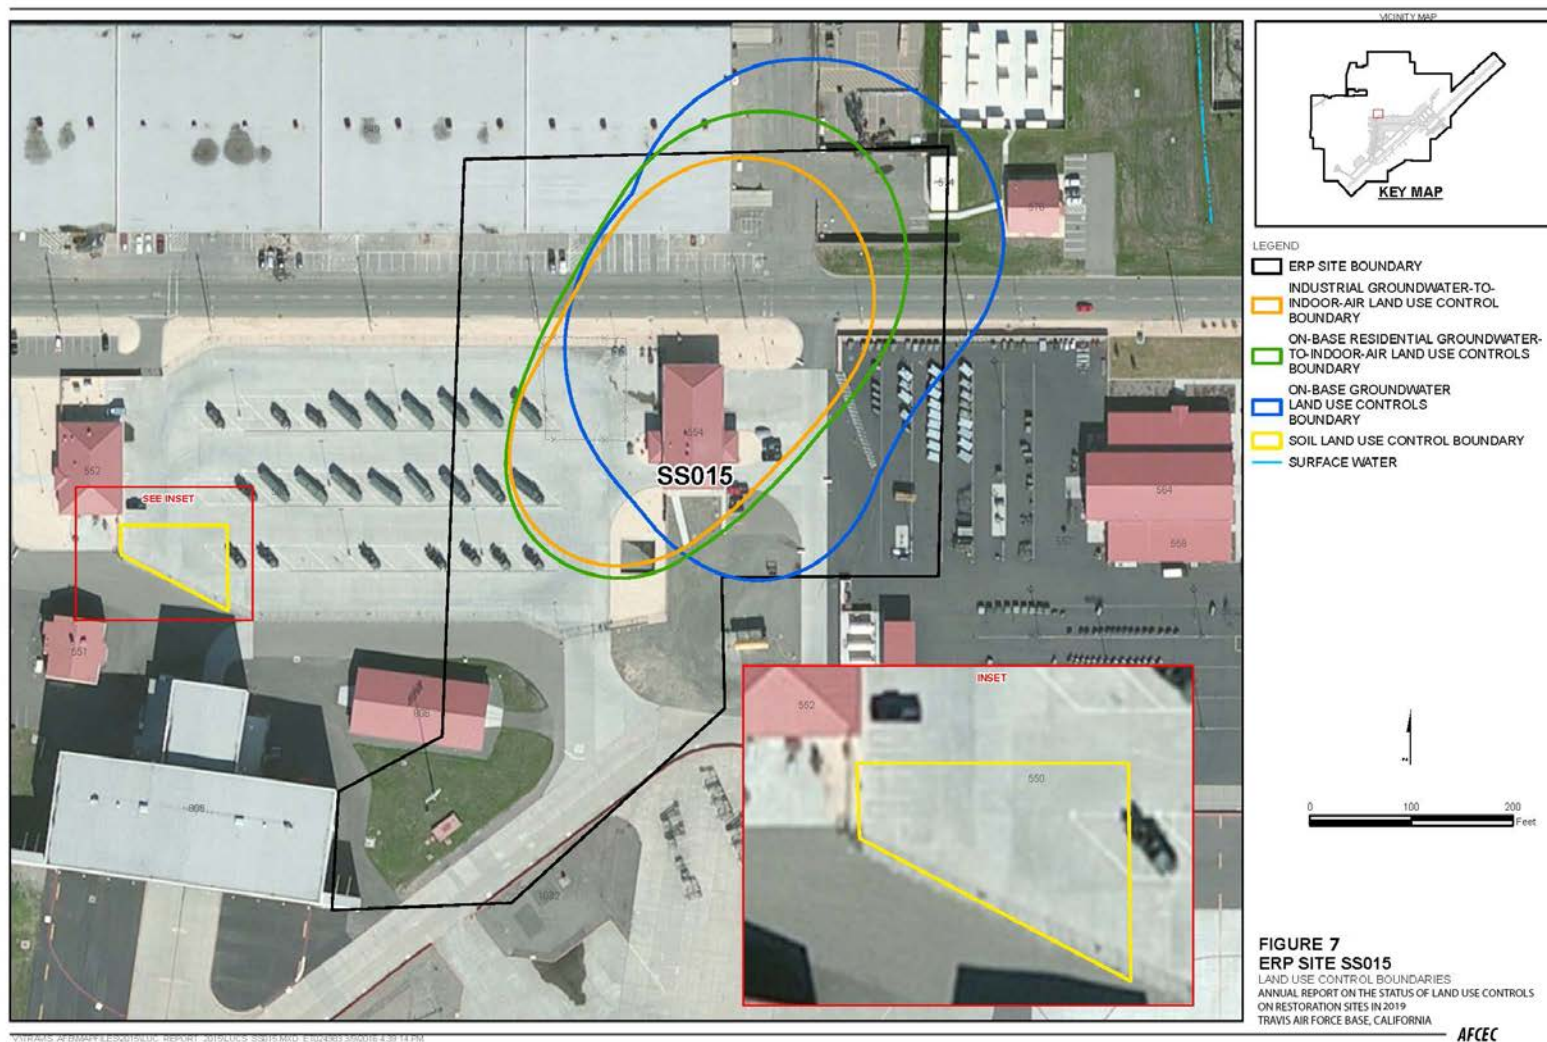 VICINITY MAP
KEY MAP
LEGEND
ERP SITE BOUNDARY
INDUSTRIAL GROUNDWATER-TO-
INDOOR-AIR LAND USE CONTROL
BOUNDARY
ON-BASE RESIDENTIAL GROUNDWATER-
TO-INDOOR-AIR LAND USE CONTROLS
BOUNDARY
ON-BASE GROUNDWATER
LAND USE CONTROLS
BOUNDARY
SOIL LAND USE CONTROL BOUNDARY
SURFACE WATER
574
576
554
552
SS015
SEE INSET
564
558
551
808
1032
INSET
552
550
0 100 200
Feet
FIGURE 7
ERP SITE SS015
LAND USE CONTROL BOUNDARIES
ANNUAL REPORT ON THE STATUS OF LAND USE CONTROLS
ON RESTORATION SITES IN 2019
TRAVIS AIR FORCE BASE, CALIFORNIA
AFCEC